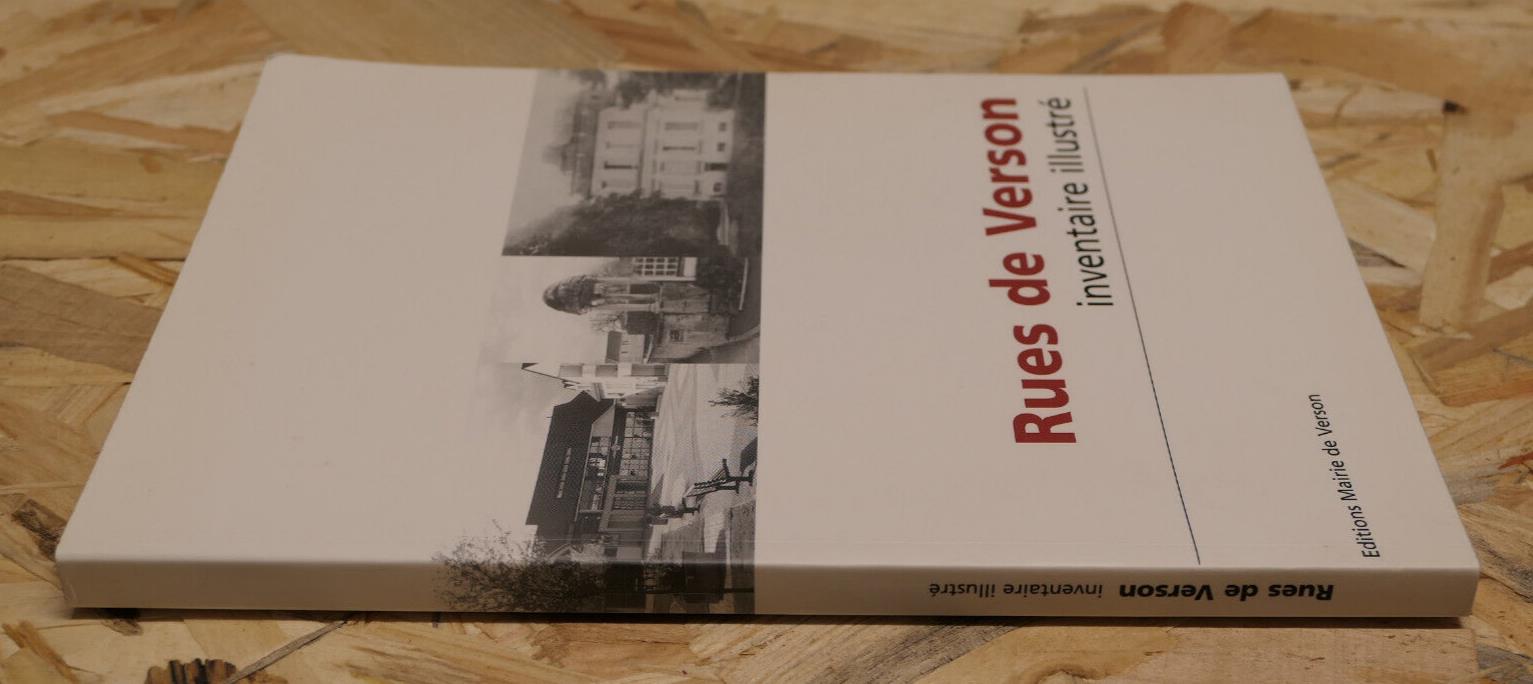 Rues de Verson
inventaire illustré
Editions Mairie de Verson
Rues de Verson inventaire illustré